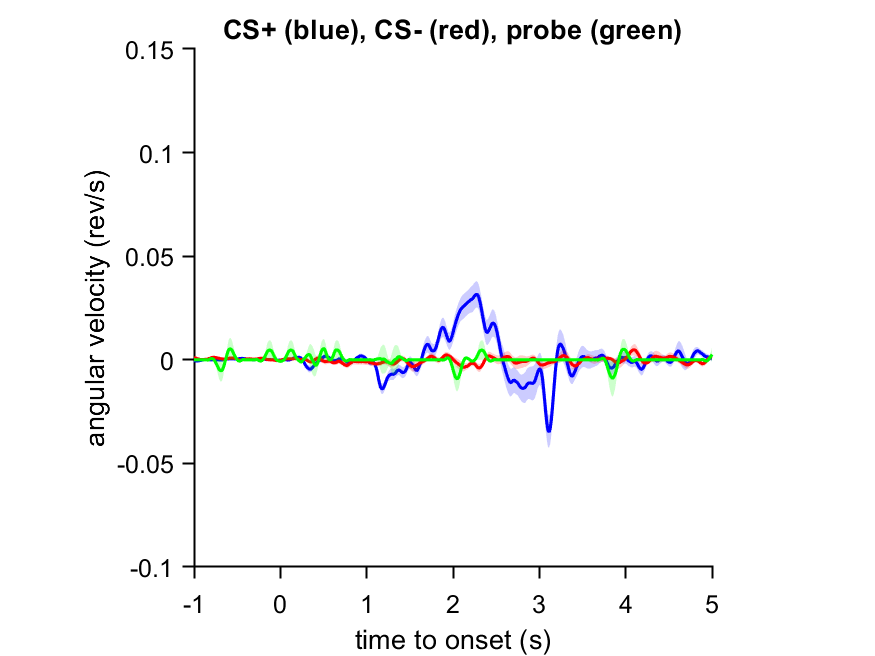 CS+ (blue), CS- (red), probe (green)
0.15
0.1
0.05
0
-0.05
-0.1
angular velocity (rev/s)
-1 0 1 2 3 4 5
time to onset (s)